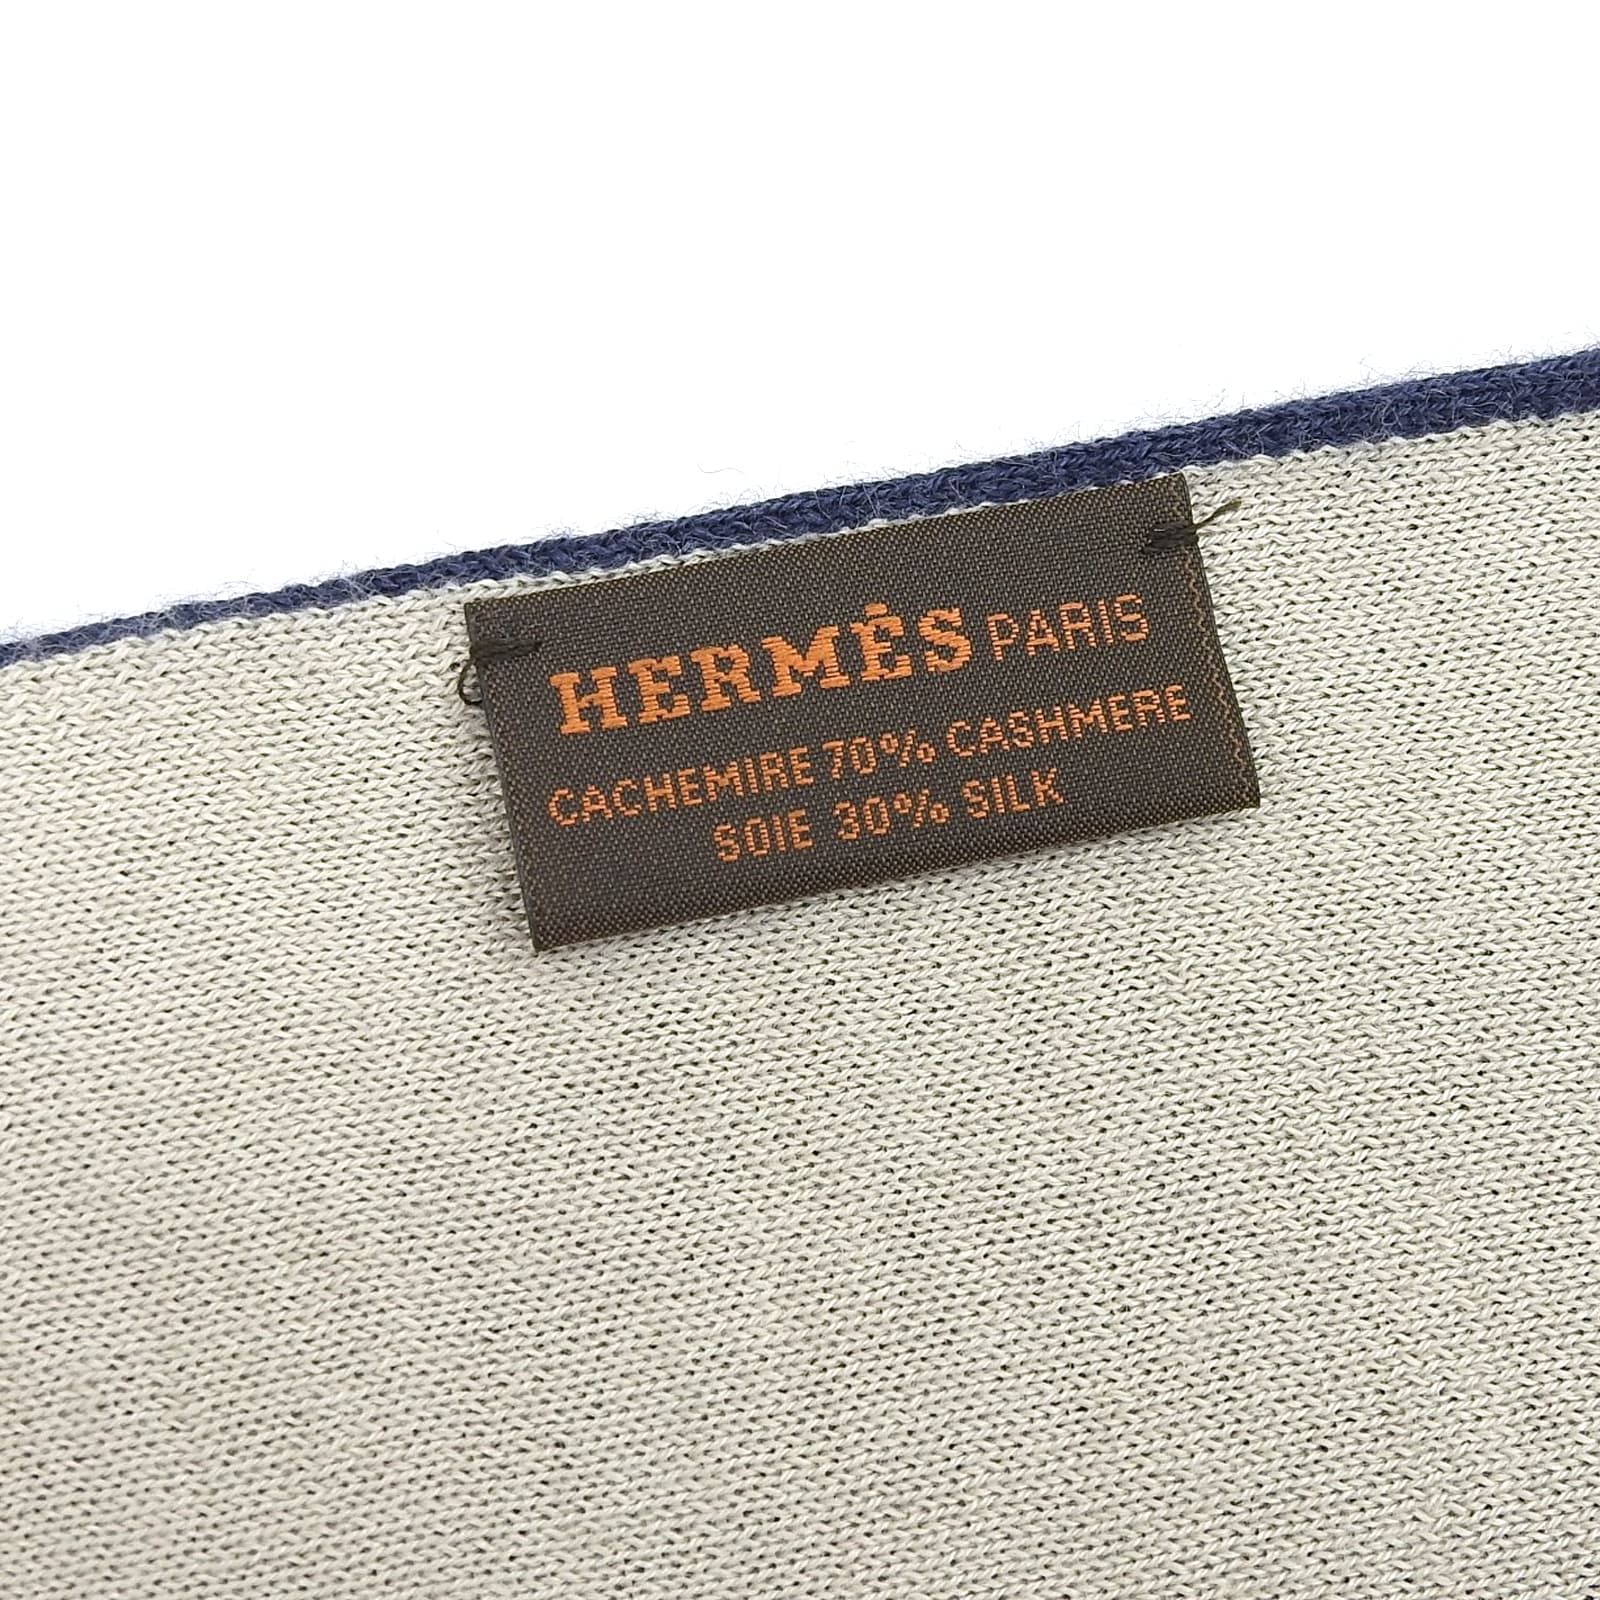 HERMÈS PARIS
CACHEMIRE 70% CASHMERE
SOIE 30% SILK